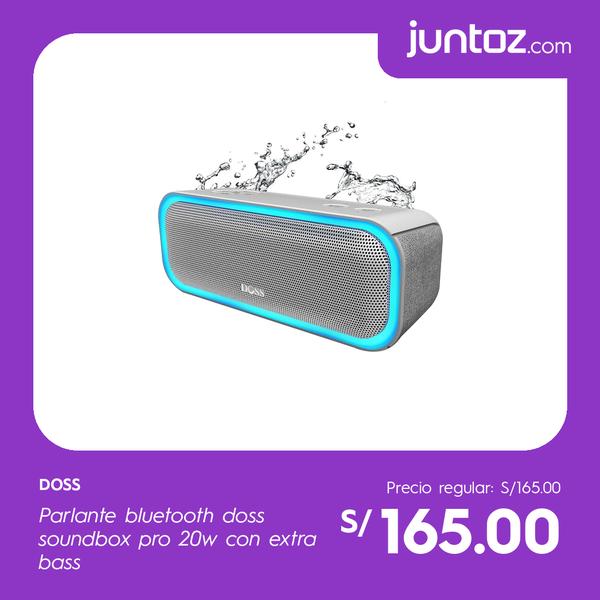 juntoz.com
DOSS
DOSS
Parlante bluetooth doss
soundbox pro 20w con extra
bass
Precio regular: S/165.00
S/165.00